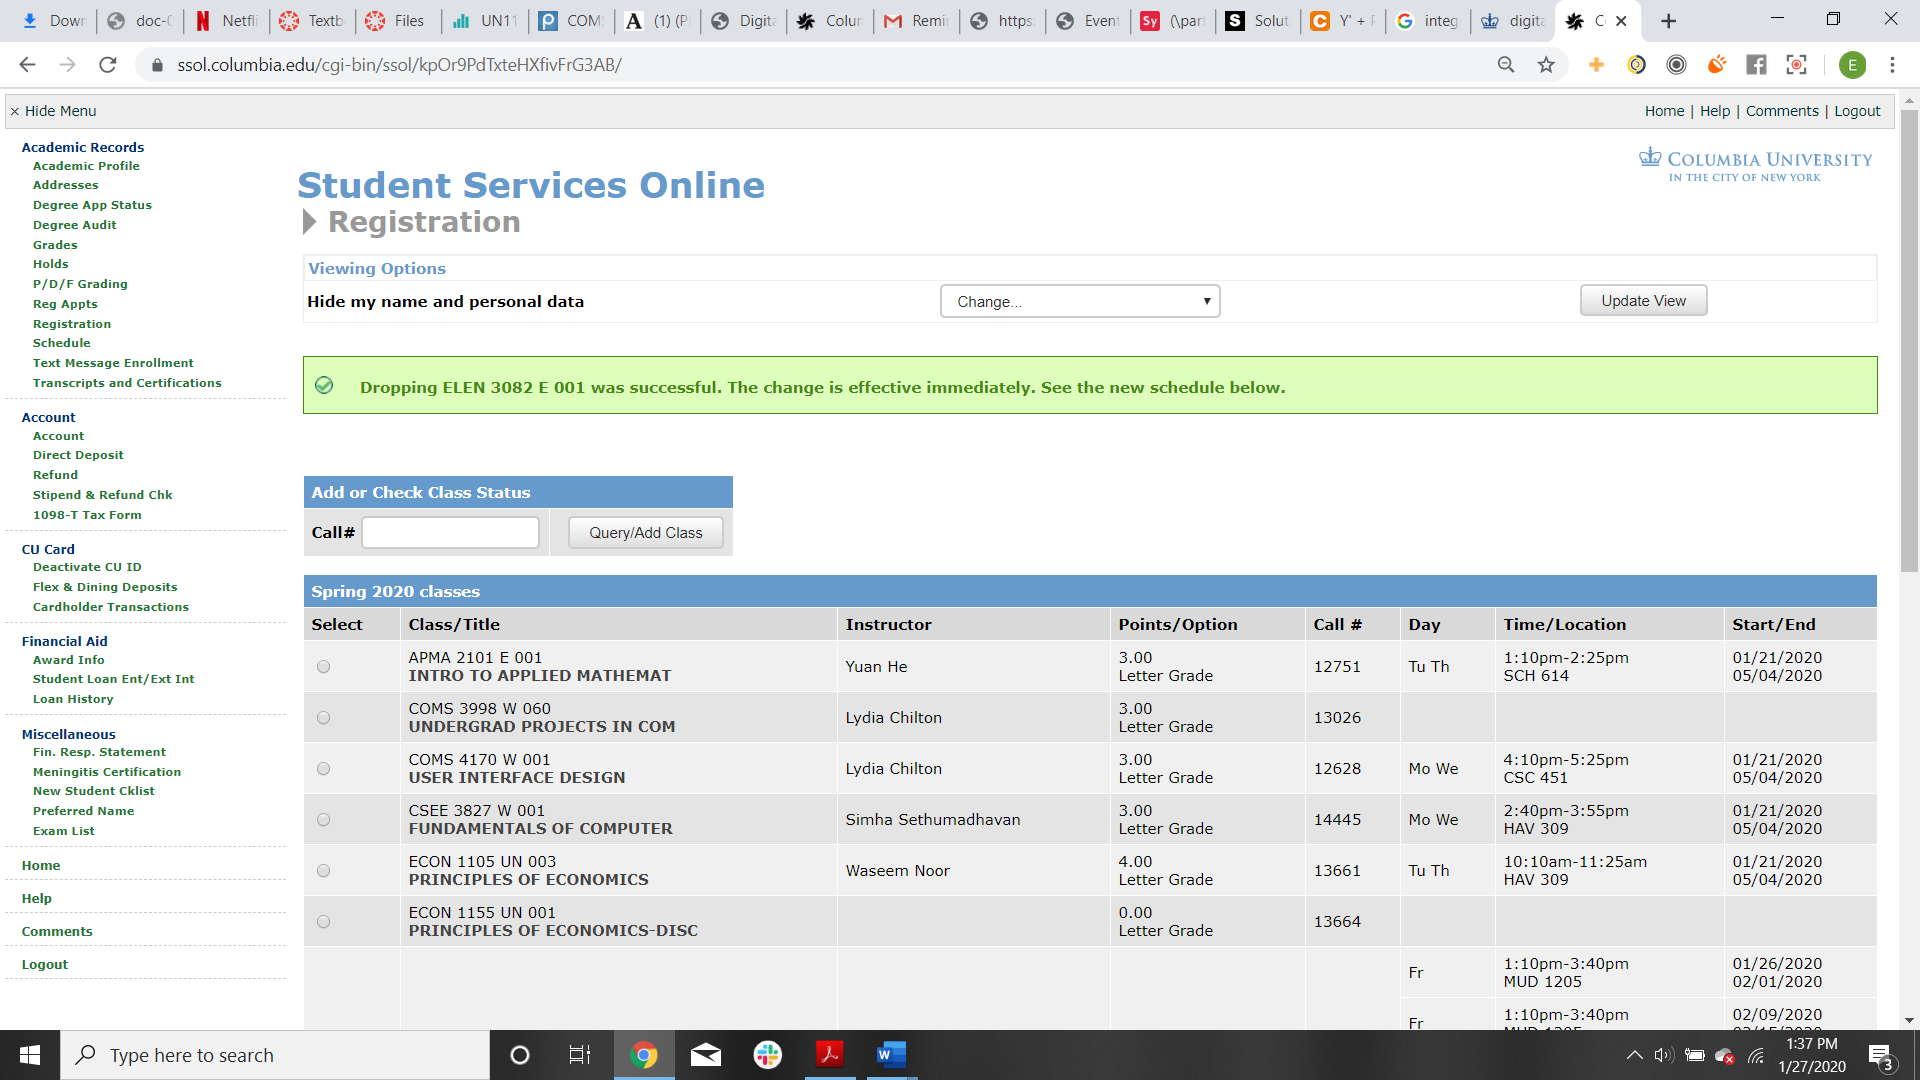 Down
doc-0
Netfli
Textb
Files
UN11
COMS
(1) (P
Digita
Colum
Remin
https:
Event
(\part
Solut
Y' + P
integ
digita
C
ssol.columbia.edu/cgi-bin/ssol/kpOr9PdTxteHXfivFrG3AB/
E
× Hide Menu
Home | Help | Comments | Logout
Academic Records
Academic Profile
Addresses
Degree App Status
Degree Audit
Grades
Holds
P/D/F Grading
Reg Appts
Registration
Schedule
Text Message Enrollment
Transcripts and Certifications
Account
Account
Direct Deposit
Refund
Stipend & Refund Chk
1098-T Tax Form
CU Card
Deactivate CU ID
Flex & Dining Deposits
Cardholder Transactions
Financial Aid
Award Info
Student Loan Ent/Ext Int
Loan History
Miscellaneous
Fin. Resp. Statement
Meningitis Certification
New Student Cklist
Preferred Name
Exam List
Home
Help
Comments
Logout
COLUMBIA UNIVERSITY
IN THE CITY OF NEW YORK
Student Services Online
Registration
Viewing Options
Hide my name and personal data
Change...
Update View
Dropping ELEN 3082 E 001 was successful. The change is effective immediately. See the new schedule below.
Add or Check Class Status
Call#
Query/Add Class
Spring 2020 classes
Select Class/Title Instructor Points/Option Call # Day Time/Location Start/End
APMA 2101 E 001
INTRO TO APPLIED MATHEMAT
Yuan He
3.00
Letter Grade
12751
Tu Th
1:10pm-2:25pm
SCH 614
01/21/2020
05/04/2020
COMS 3998 W 060
UNDERGRAD PROJECTS IN COM
Lydia Chilton
3.00
Letter Grade
13026
COMS 4170 W 001
USER INTERFACE DESIGN
Lydia Chilton
3.00
Letter Grade
12628
Mo We
4:10pm-5:25pm
CSC 451
01/21/2020
05/04/2020
CSEE 3827 W 001
FUNDAMENTALS OF COMPUTER
Simha Sethumadhavan
3.00
Letter Grade
14445
Mo We
2:40pm-3:55pm
HAV 309
01/21/2020
05/04/2020
ECON 1105 UN 003
PRINCIPLES OF ECONOMICS
Waseem Noor
4.00
Letter Grade
13661
Tu Th
10:10am-11:25am
HAV 309
01/21/2020
05/04/2020
ECON 1155 UN 001
PRINCIPLES OF ECONOMICS-DISC
0.00
Letter Grade
13664
Fr
1:10pm-3:40pm
MUD 1205
01/26/2020
02/01/2020
Fr
1:10pm-3:40pm
02/09/2020
Type here to search
1:37 PM
1/27/2020
3